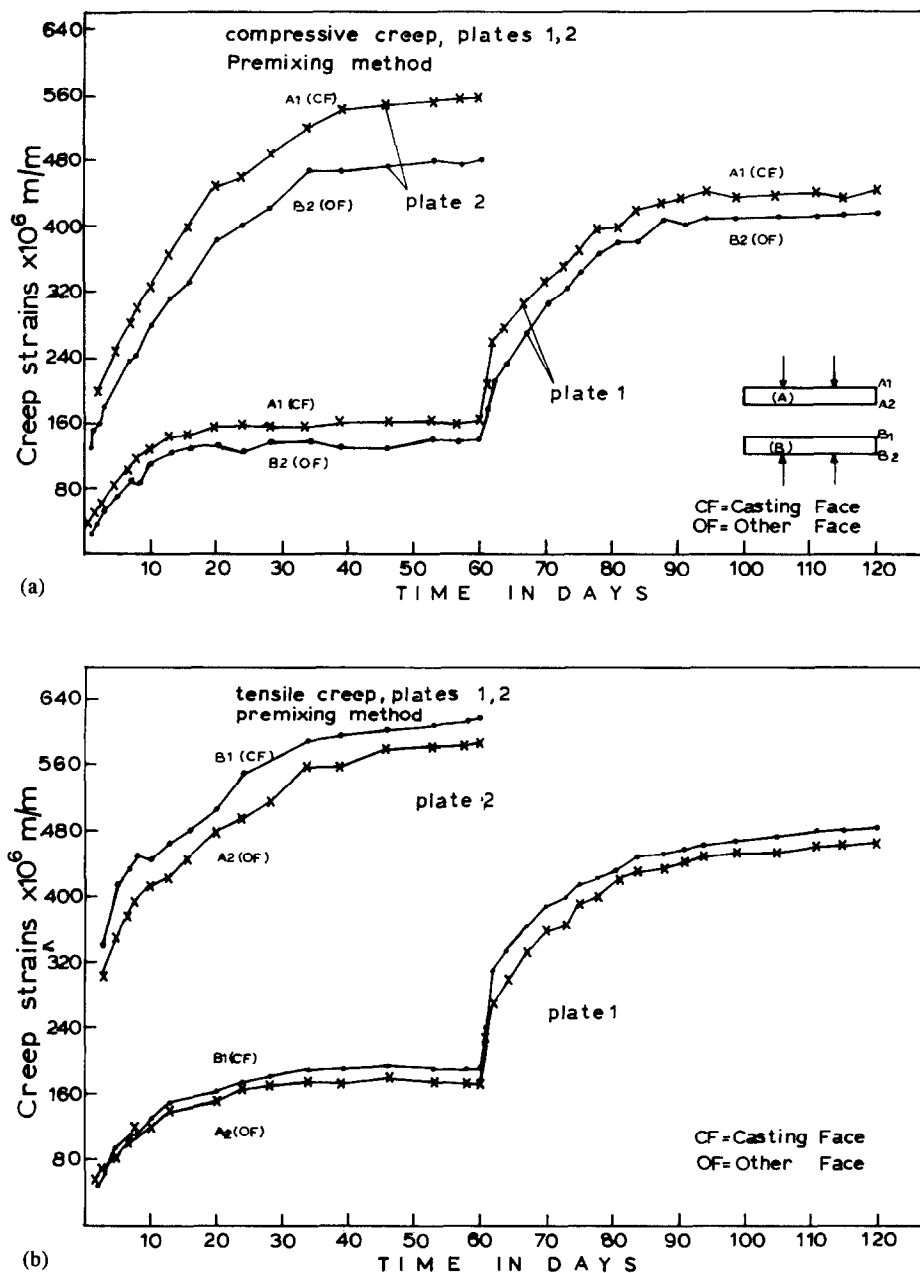 640
560
480
400
320
240
160
80
Creep strains x10⁶ m/m
compressive creep, plates 1,2
Premixing method
A1 (CF)
B2 (OF)
plate 2
A1 (CF)
B2 (OF)
A1 (CF)
B2 (OF)
plate 1
(A)
A1
A2
(B)
B1
B2
CF=Casting Face
OF=Other Face
10 20 30 40 50 60 70 80 90 100 110 120
(a)
TIME IN DAYS
640
560
480
400
320
240
160
80
Creep strains x10⁶ m/m
tensile creep, plates 1,2
premixing method
B1 (CF)
A2 (OF)
plate 2
B1 (CF)
A2 (OF)
plate 1
CF=Casting Face
OF=Other Face
10 20 30 40 50 60 70 80 90 100 110 120
(b)
TIME IN DAYS